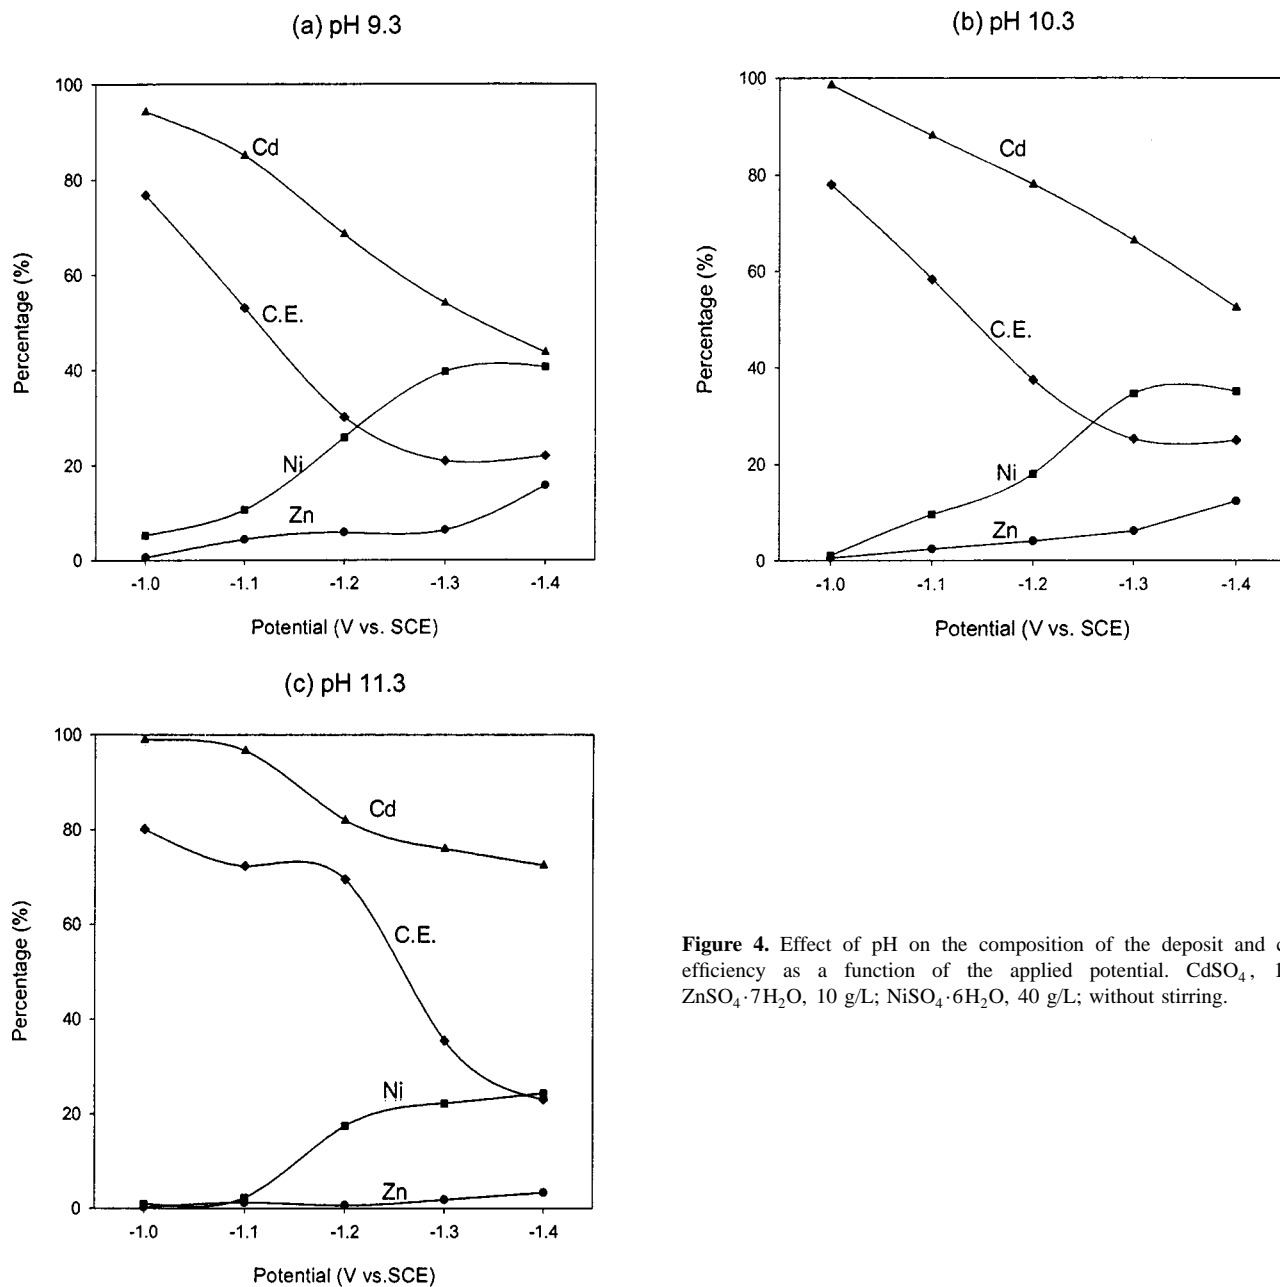 (a) pH 9.3
100
80
60
40
20
0
Percentage (%)
Cd
C.E.
Ni
Zn
-1.0 -1.1 -1.2 -1.3 -1.4
Potential (V vs. SCE)
(b) pH 10.3
100
80
60
40
20
0
Percentage (%)
Cd
C.E.
Ni
Zn
-1.0 -1.1 -1.2 -1.3 -1.4
Potential (V vs. SCE)
(c) pH 11.3
100
80
60
40
20
0
Percentage (%)
Cd
C.E.
Ni
Zn
-1.0 -1.1 -1.2 -1.3 -1.4
Potential (V vs.SCE)
Figure 4. Effect of pH on the composition of the deposit and
efficiency as a function of the applied potential. CdSO₄,
ZnSO₄·7H₂O, 10 g/L; NiSO₄·6H₂O, 40 g/L; without stirring.